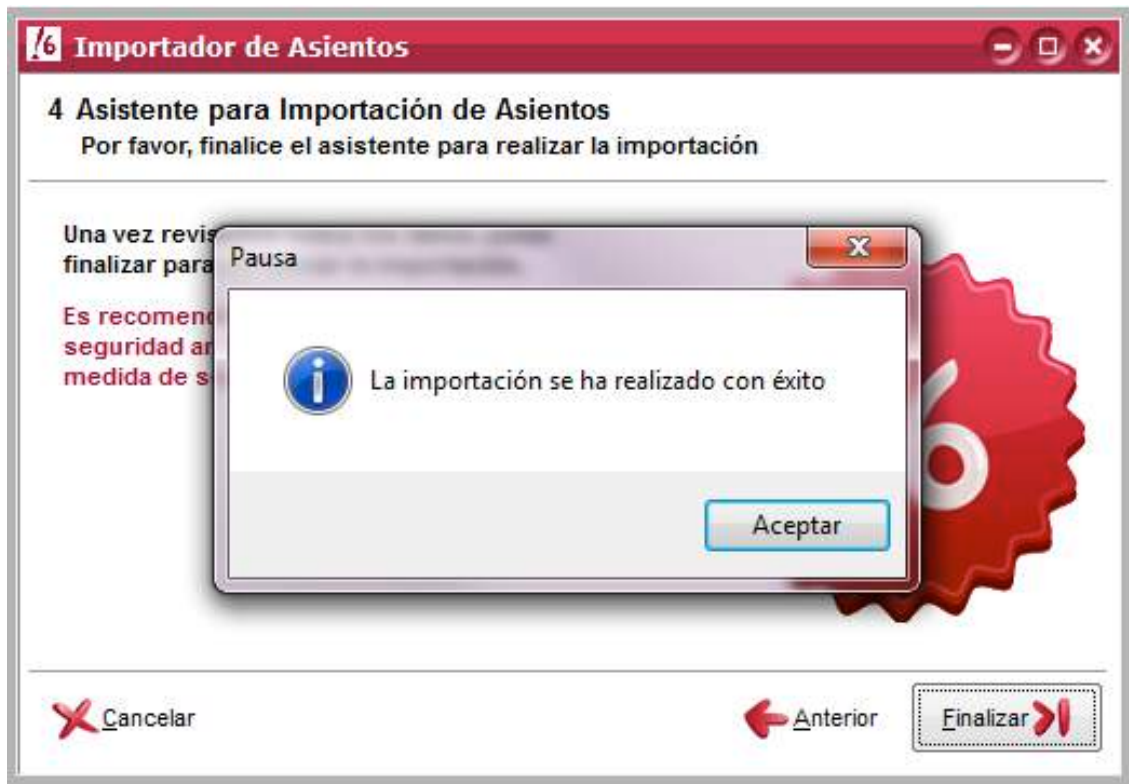 Importador de Asientos
4 Asistente para Importación de Asientos
Por favor, finalice el asistente para realizar la importación
Una vez
finalizar para
Es
seguridad
medida de
Pausa
La importación se ha realizado con éxito
Aceptar
Cancelar
Anterior
Finalizar